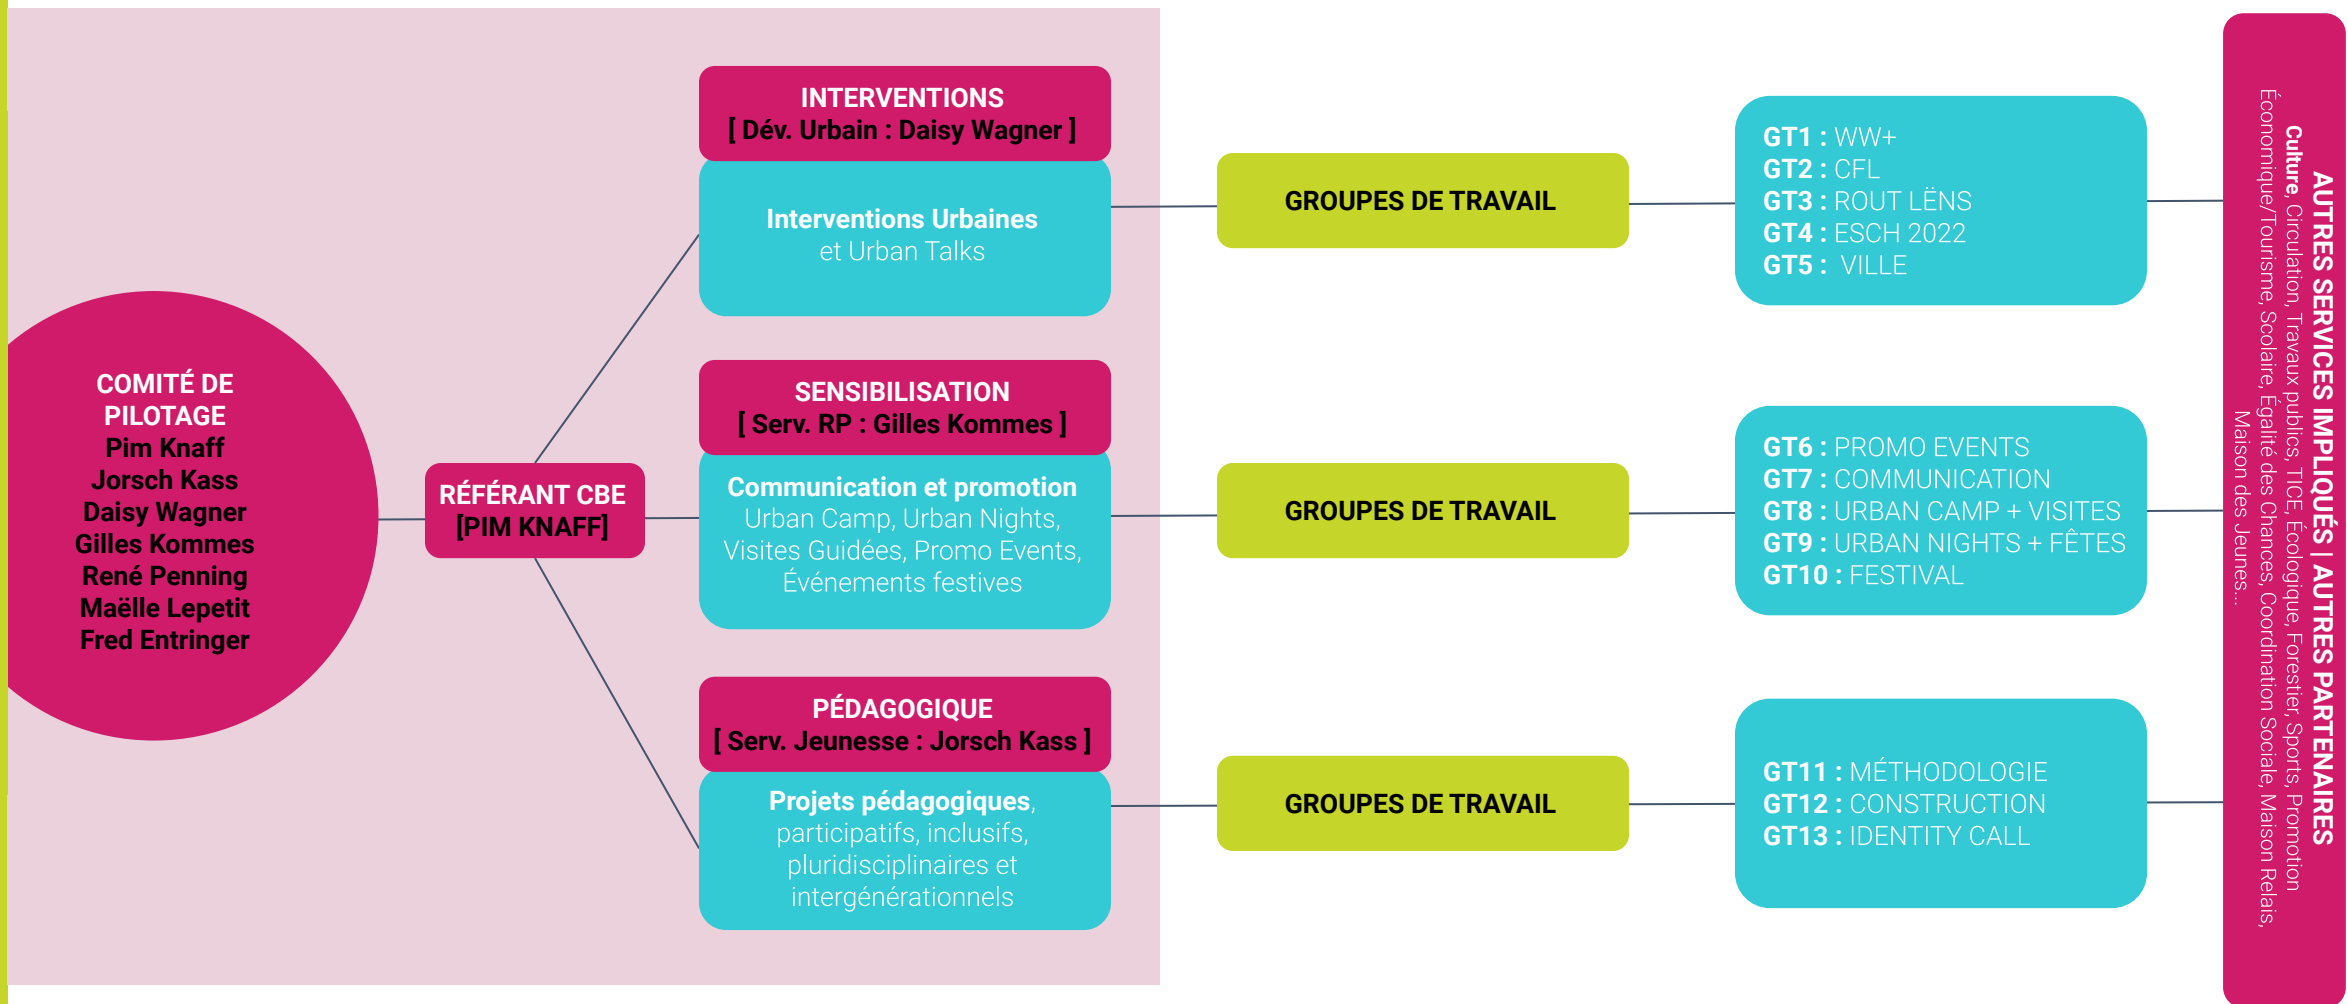 COMITÉ DE
PILOTAGE
Pim Knaff
Jorsch Kass
Daisy Wagner
Gilles Kommes
René Penning
Maëlle Lepetit
Fred Entringer
RÉFÉRANT CBE
[PIM KNAFF]
INTERVENTIONS
[ Dév. Urbain : Daisy Wagner ]
Interventions Urbaines
et Urban Talks
GROUPES DE TRAVAIL
GT1 : WW+
GT2 : CFL
GT3 : ROUT LËNS
GT4 : ESCH 2022
GT5 : VILLE
SENSIBILISATION
[ Serv. RP : Gilles Kommes ]
Communication et promotion
Urban Camp, Urban Nights,
Visites Guidées, Promo Events,
Événements festives
GROUPES DE TRAVAIL
GT6 : PROMO EVENTS
GT7 : COMMUNICATION
GT8 : URBAN CAMP + VISITES
GT9 : URBAN NIGHTS + FÊTES
GT10 : FESTIVAL
PÉDAGOGIQUE
[ Serv. Jeunesse : Jorsch Kass ]
Projets pédagogiques,
participatifs, inclusifs,
pluridisciplinaires et
intergénérationnels
GROUPES DE TRAVAIL
GT11 : MÉTHODOLOGIE
GT12 : CONSTRUCTION
GT13 : IDENTITY CALL
AUTRES SERVICES IMPLIQUÉS | AUTRES PARTENAIRES
Culture, Circulation, Travaux publics, TICE, Écologique, Forestier, Sports, Promotion
Économique/Tourisme, Scolaire, Égalité des Chances, Coordination Sociale, Maison Relais,
Maison des Jeunes...